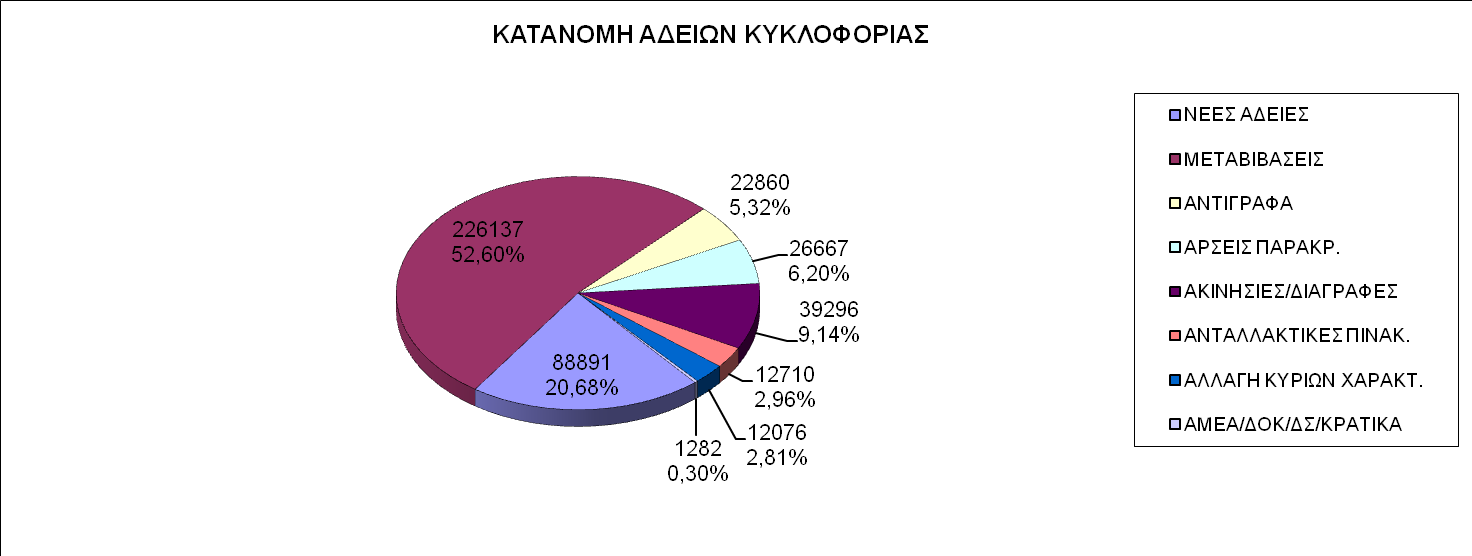 ΚΑΤΑΝΟΜΗ ΑΔΕΙΩΝ ΚΥΚΛΟΦΟΡΙΑΣ
226137
52,60%
22860
5,32%
26667
6,20%
39296
9,14%
12710
2,96%
12076
2,81%
1282
0,30%
88891
20,68%
ΝΕΕΣ ΑΔΕΙΕΣ
ΜΕΤΑΒΙΒΑΣΕΙΣ
ΑΝΤΙΓΡΑΦΑ
ΑΡΣΕΙΣ ΠΑΡΑΚΡ.
ΑΚΙΝΗΣΙΕΣ/ΔΙΑΓΡΑΦΕΣ
ΑΝΤΑΛΛΑΚΤΙΚΕΣ ΠΙΝΑΚ.
ΑΛΛΑΓΗ ΚΥΡΙΩΝ ΧΑΡΑΚΤ.
ΑΜΕΑ/ΔΟΚ/ΔΣ/ΚΡΑΤΙΚΑ